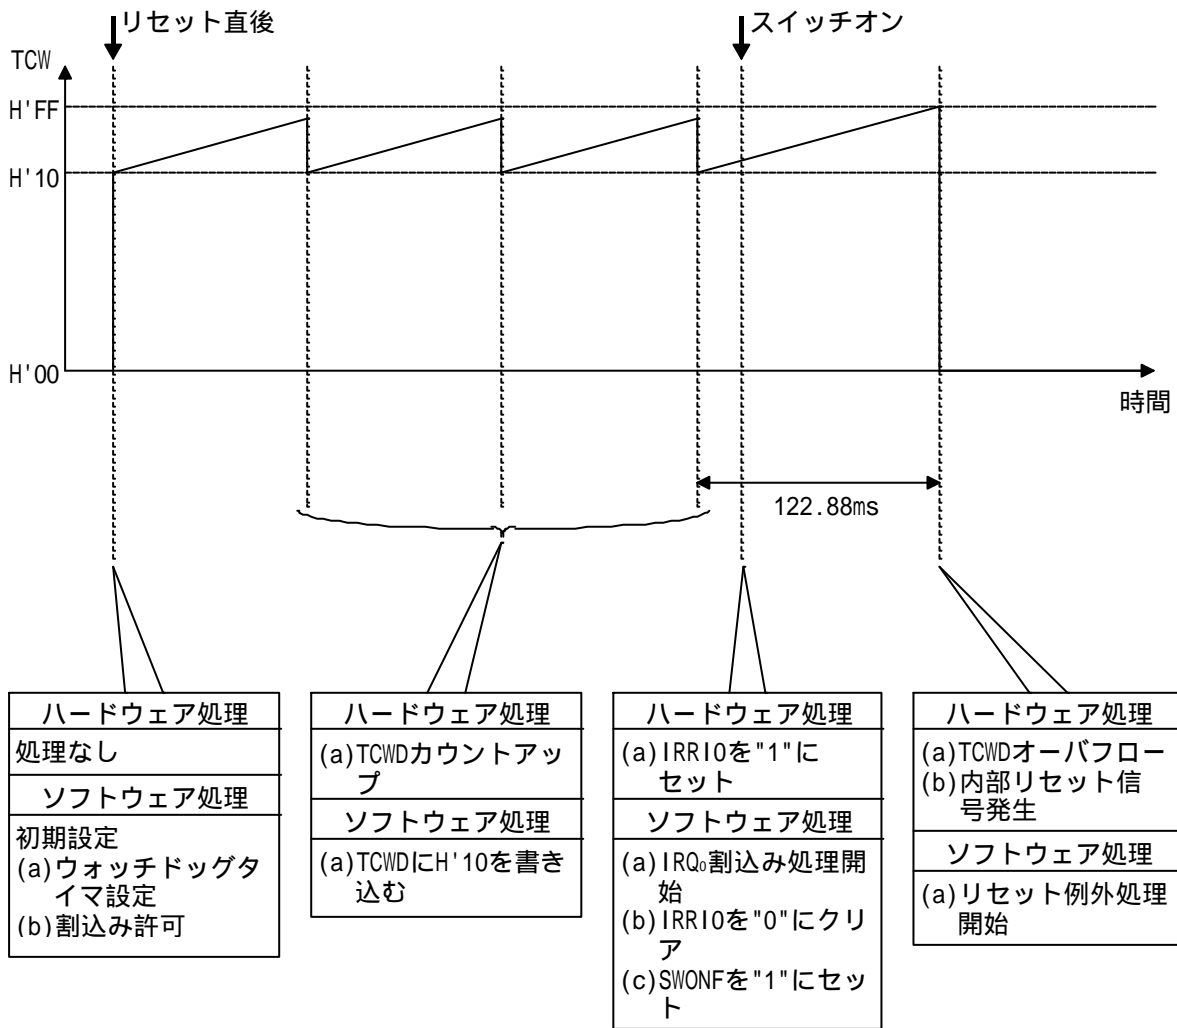 リセット直後
スイッチオン
TCW
H'FF
H'10
H'00
時間
122.88ms
ハードウェア処理
処理なし
ソフトウェア処理
初期設定
(a)ウォッチドッグタ
イマ設定
(b)割込み許可
ハードウェア処理
(a)TCWDカウントアッ
プ
ソフトウェア処理
(a)TCWDにH'10を書き
込む
ハードウェア処理
(a)IRRI0を"1"に
セット
ソフトウェア処理
(a)IRQ₀割込み処理開
始
(b)IRRI0を"0"にクリ
ア
(c)SWONFを"1"にセッ
ト
ハードウェア処理
(a)TCWDオーバフロー
(b)内部リセット信
号発生
ソフトウェア処理
(a)リセット例外処理
開始